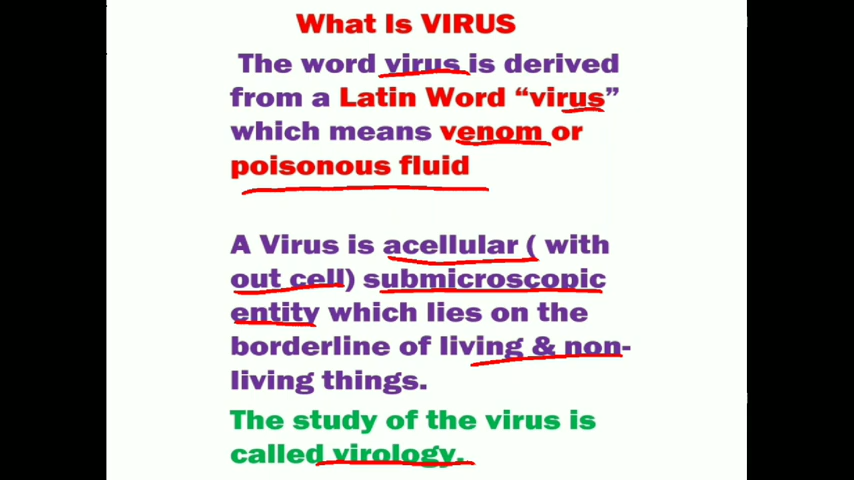 What Is VIRUS
The word virus is derived
from a Latin Word “virus”
which means venom or
poisonous fluid
A Virus is acellular ( with
out cell) submicroscopic
entity which lies on the
borderline of living & non-
living things.
The study of the virus is
called virology.